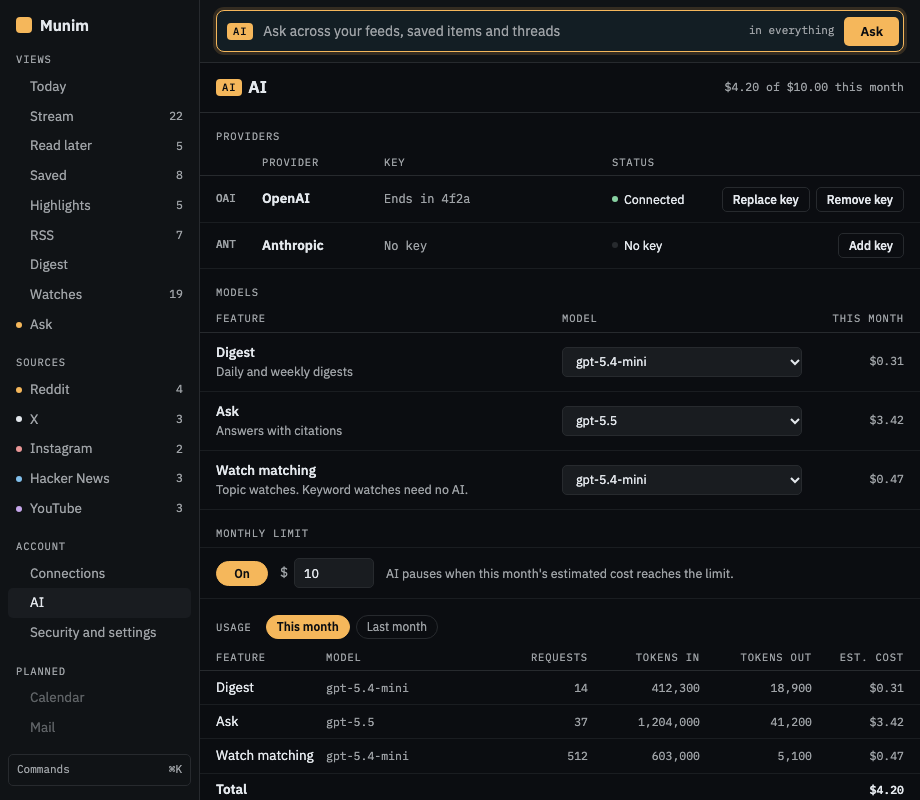 Munim
VIEWS
Today
Stream 22
Read later 5
Saved 8
Highlights 5
RSS 7
Digest
Watches 19
Ask
SOURCES
Reddit 4
X 3
Instagram 2
Hacker News 3
YouTube 3
ACCOUNT
Connections
AI
Security and settings
PLANNED
Calendar
Mail
Commands ⌘K
AI Ask across your feeds, saved items and threads in everything Ask
AI AI $4.20 of $10.00 this month
PROVIDERS
PROVIDER KEY STATUS
OAI OpenAI Ends in 4f2a Connected Replace key Remove key
ANT Anthropic No key No key Add key
MODELS
FEATURE MODEL THIS MONTH
Digest
Daily and weekly digests
gpt-5.4-mini $0.31
Ask
Answers with citations
gpt-5.5 $3.42
Watch matching
Topic watches. Keyword watches need no AI.
gpt-5.4-mini $0.47
MONTHLY LIMIT
On $ 10 AI pauses when this month's estimated cost reaches the limit.
USAGE This month Last month
FEATURE MODEL REQUESTS TOKENS IN TOKENS OUT EST. COST
Digest gpt-5.4-mini 14 412,300 18,900 $0.31
Ask gpt-5.5 37 1,204,000 41,200 $3.42
Watch matching gpt-5.4-mini 512 603,000 5,100 $0.47
Total $4.20